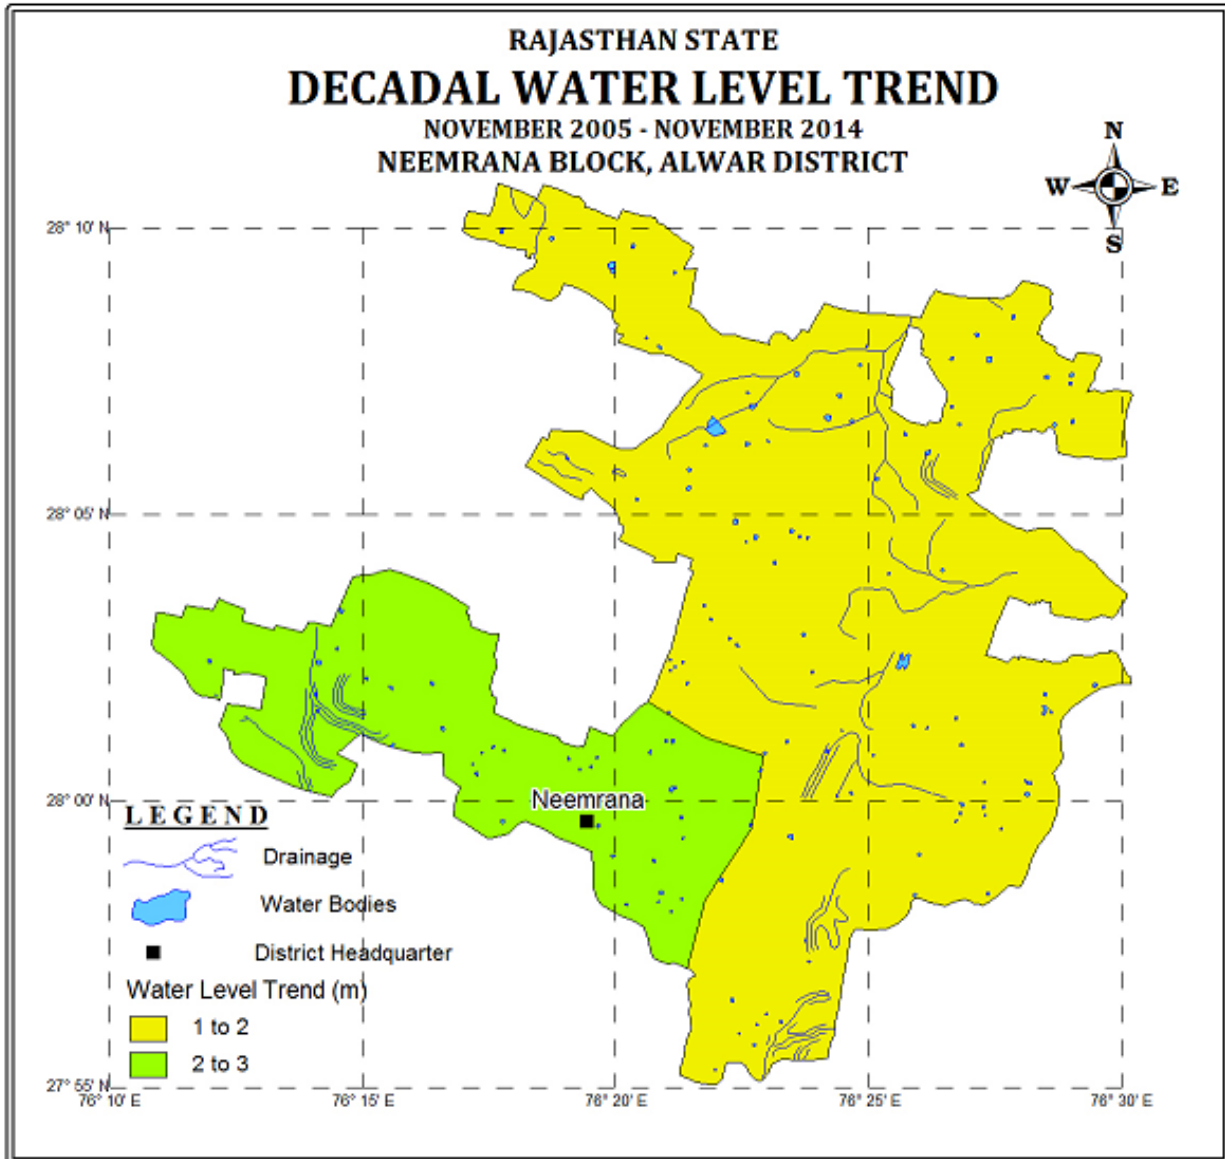 RAJASTHAN STATE
DECADAL WATER LEVEL TREND
NOVEMBER 2005 - NOVEMBER 2014
NEEMRANA BLOCK, ALWAR DISTRICT
N
W E
S
28° 10' N
28° 05' N
28° 00' N
Neemrana
LEGEND
Drainage
Water Bodies
District Headquarter
Water Level Trend (m)
1 to 2
2 to 3
27° 55' N
76° 10' E 76° 15' E 76° 20' E 76° 25' E 76° 30' E